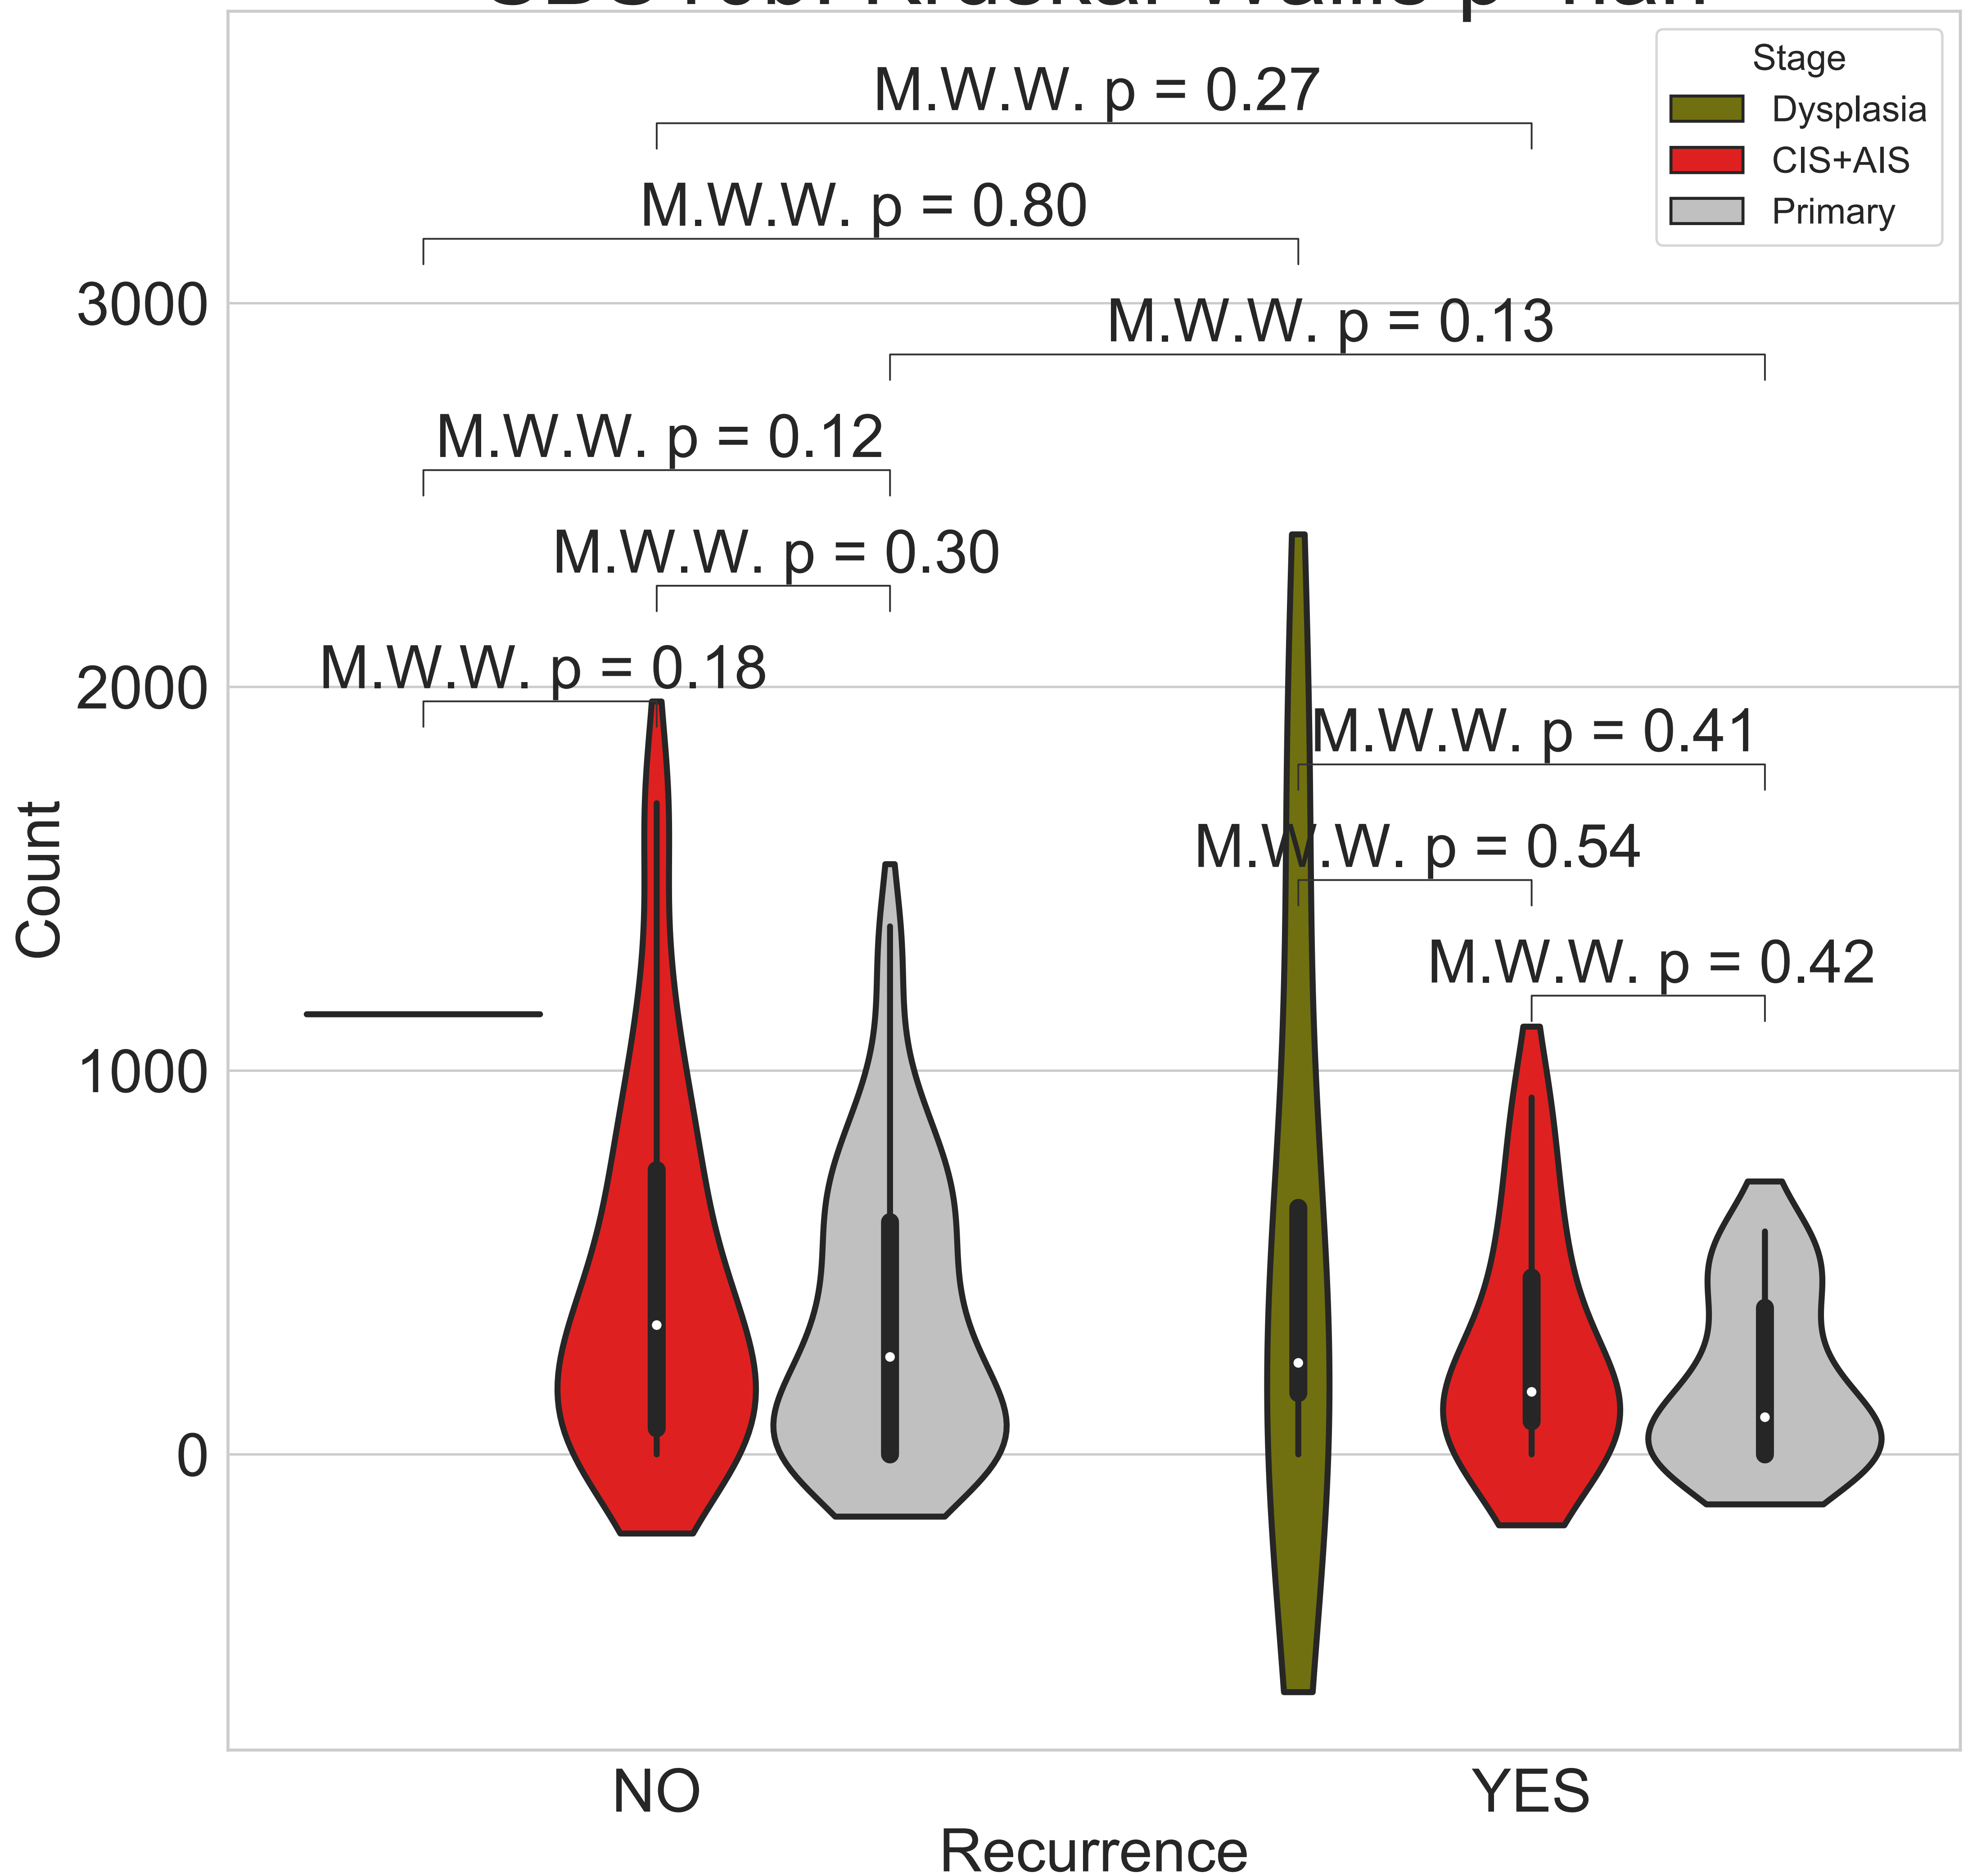 Stage
Dysplasia
CIS+AIS
Primary
M.W.W. p = 0.27
M.W.W. p = 0.80
M.W.W. p = 0.13
M.W.W. p = 0.12
M.W.W. p = 0.30
M.W.W. p = 0.18
M.W.W. p = 0.41
M.W.W. p = 0.54
M.W.W. p = 0.42
3000
2000
1000
0
Count
NO
YES
Recurrence